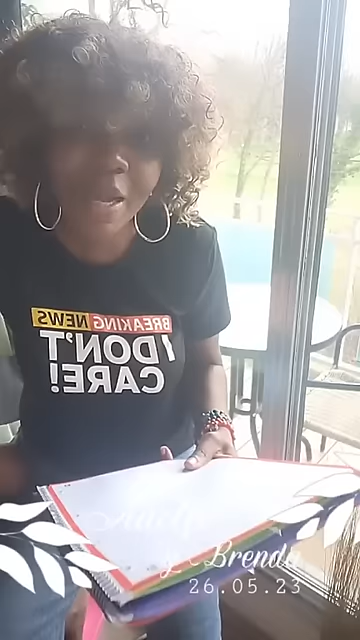 BREAKING NEWS
I DON'T
CARE!
y Brenda
26.05.23